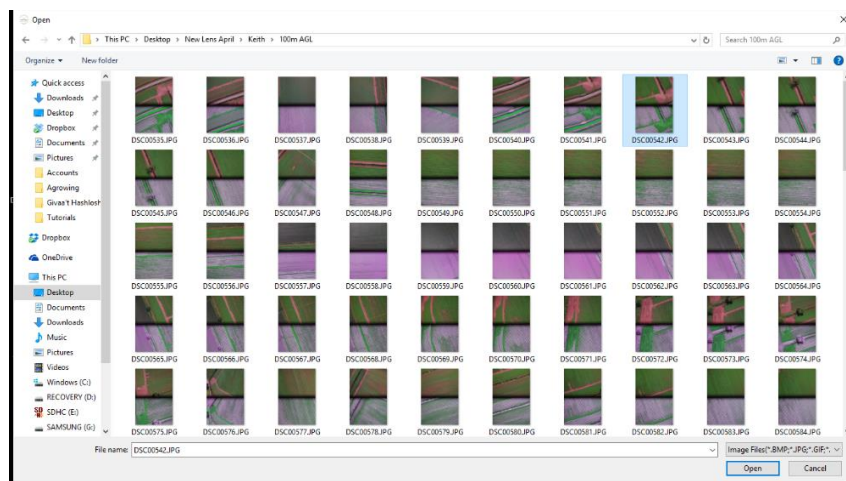 Open
This PC > Desktop > New Lens April > Keith > 100m AGL
Search 100m AGL
Organize
New folder
Quick access
Downloads
Desktop
Dropbox
Documents
Pictures
Accounts
Agrowing
Givaa't Hashlosh
Tutorials
Dropbox
OneDrive
This PC
Desktop
Documents
Downloads
Music
Pictures
Videos
Windows (C:)
RECOVERY (D:)
SDHC (E:)
SAMSUNG (G:)
DSC00535.JPG DSC00536.JPG DSC00537.JPG DSC00538.JPG DSC00539.JPG DSC00540.JPG DSC00541.JPG DSC00542.JPG DSC00543.JPG DSC00544.JPG
DSC00545.JPG DSC00546.JPG DSC00547.JPG DSC00548.JPG DSC00549.JPG DSC00550.JPG DSC00551.JPG DSC00552.JPG DSC00553.JPG DSC00554.JPG
DSC00555.JPG DSC00556.JPG DSC00557.JPG DSC00558.JPG DSC00559.JPG DSC00560.JPG DSC00561.JPG DSC00562.JPG DSC00563.JPG DSC00564.JPG
DSC00565.JPG DSC00566.JPG DSC00567.JPG DSC00568.JPG DSC00569.JPG DSC00570.JPG DSC00571.JPG DSC00572.JPG DSC00573.JPG DSC00574.JPG
DSC00575.JPG DSC00576.JPG DSC00577.JPG DSC00578.JPG DSC00579.JPG DSC00580.JPG DSC00581.JPG DSC00582.JPG DSC00583.JPG DSC00584.JPG
File name: DSC00542.JPG
Image Files(*.BMP;*.JPG;*.GIF;*.
Open Cancel